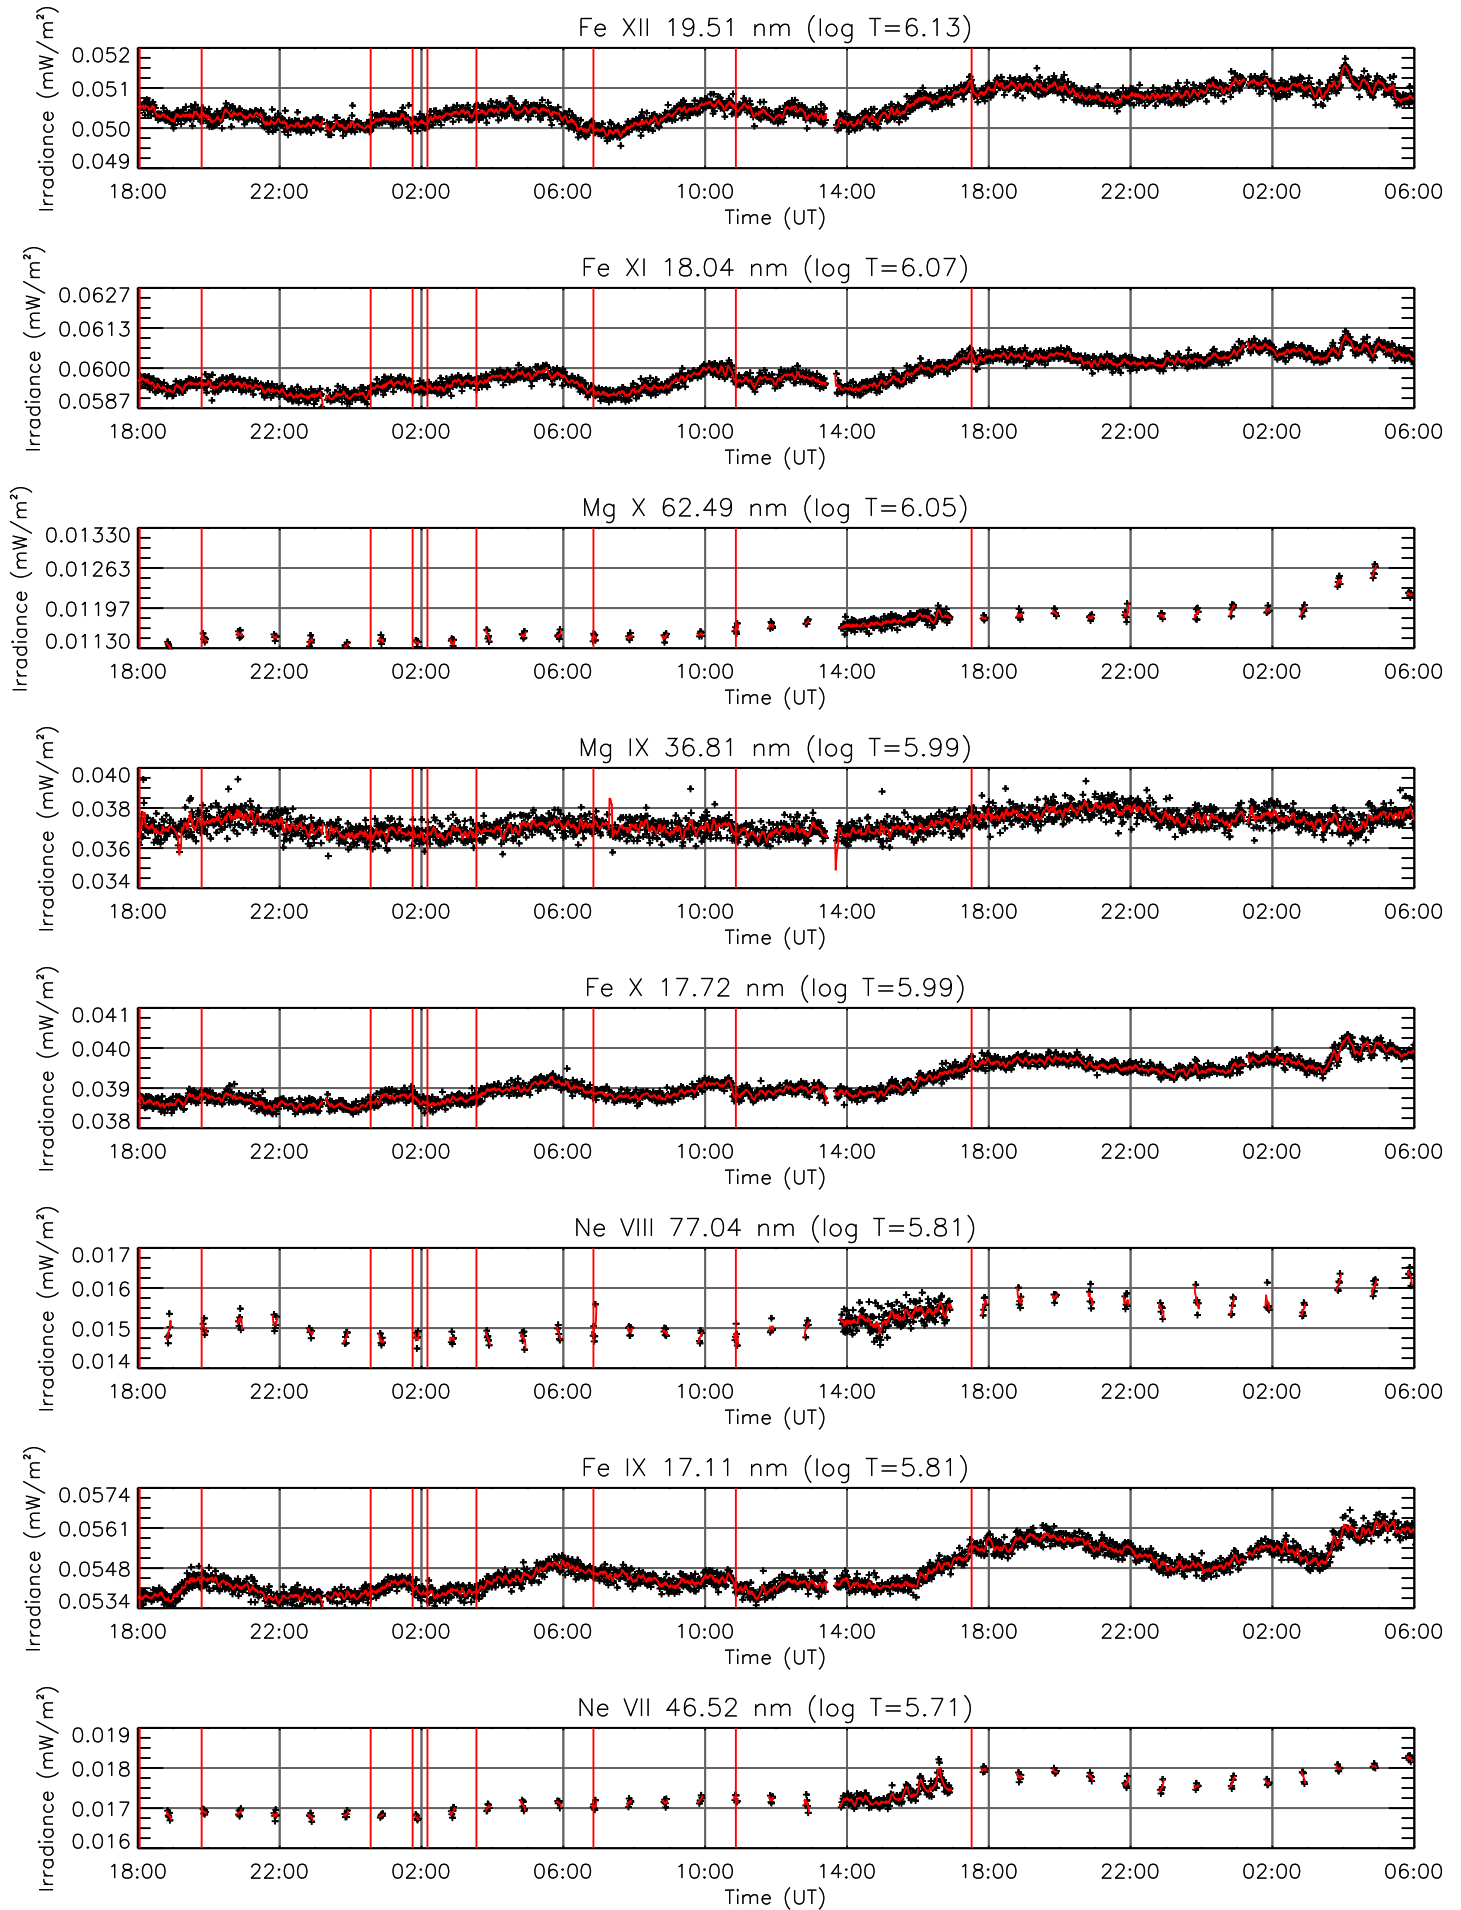 Fe XII 19.51 nm (log T=6.13)
Irradiance (mW/m²)
0.052
0.051
0.050
0.049
18:00 22:00 02:00 06:00 10:00 14:00 18:00 22:00 02:00 06:00
Time (UT)
Fe XI 18.04 nm (log T=6.07)
Irradiance (mW/m²)
0.0627
0.0613
0.0600
0.0587
18:00 22:00 02:00 06:00 10:00 14:00 18:00 22:00 02:00 06:00
Time (UT)
Mg X 62.49 nm (log T=6.05)
Irradiance (mW/m²)
0.01330
0.01263
0.01197
0.01130
18:00 22:00 02:00 06:00 10:00 14:00 18:00 22:00 02:00 06:00
Time (UT)
Mg IX 36.81 nm (log T=5.99)
Irradiance (mW/m²)
0.040
0.038
0.036
0.034
18:00 22:00 02:00 06:00 10:00 14:00 18:00 22:00 02:00 06:00
Time (UT)
Fe X 17.72 nm (log T=5.99)
Irradiance (mW/m²)
0.041
0.040
0.039
0.038
18:00 22:00 02:00 06:00 10:00 14:00 18:00 22:00 02:00 06:00
Time (UT)
Ne VIII 77.04 nm (log T=5.81)
Irradiance (mW/m²)
0.017
0.016
0.015
0.014
18:00 22:00 02:00 06:00 10:00 14:00 18:00 22:00 02:00 06:00
Time (UT)
Fe IX 17.11 nm (log T=5.81)
Irradiance (mW/m²)
0.0574
0.0561
0.0548
0.0534
18:00 22:00 02:00 06:00 10:00 14:00 18:00 22:00 02:00 06:00
Time (UT)
Ne VII 46.52 nm (log T=5.71)
Irradiance (mW/m²)
0.019
0.018
0.017
0.016
18:00 22:00 02:00 06:00 10:00 14:00 18:00 22:00 02:00 06:00
Time (UT)